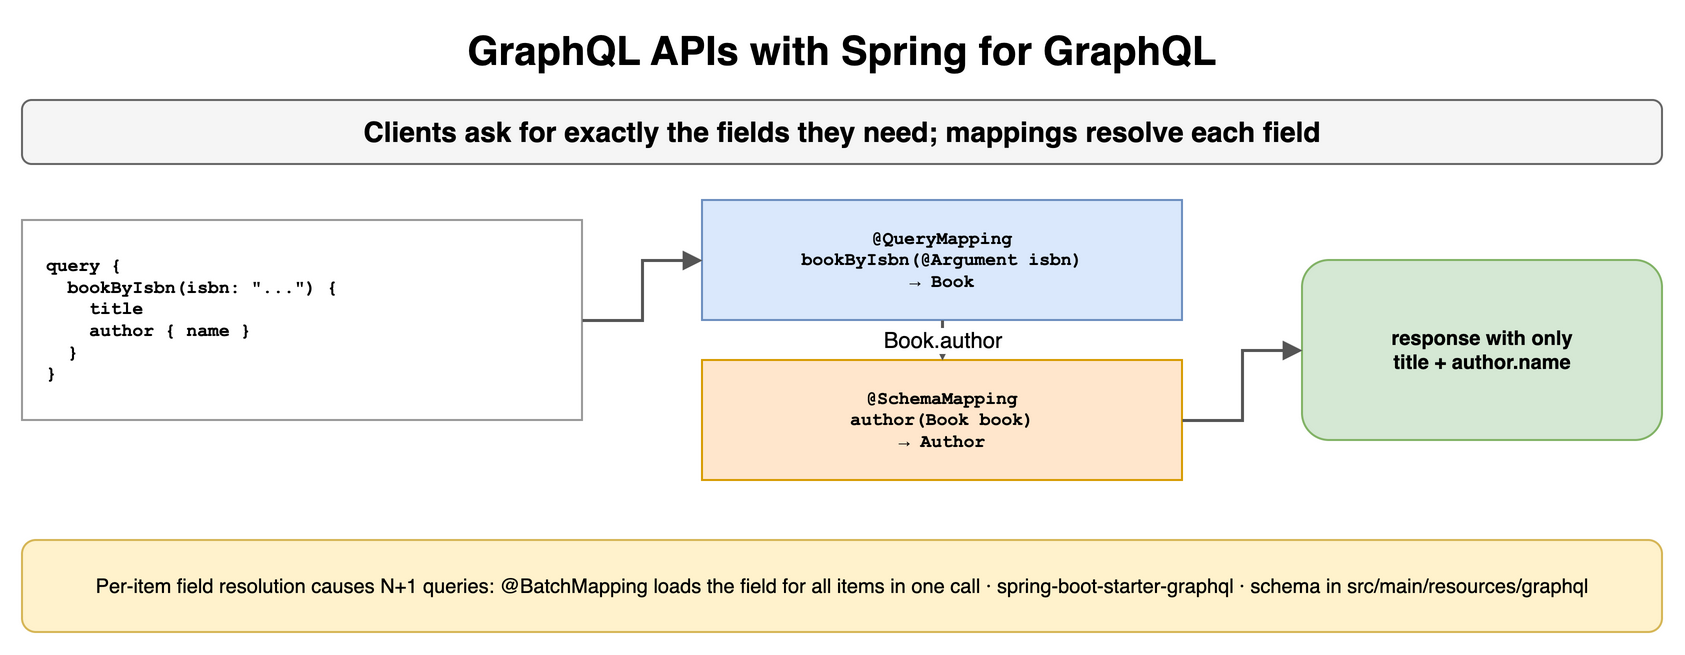 GraphQL APIs with Spring for GraphQL
Clients ask for exactly the fields they need; mappings resolve each field
query {
  bookByIsbn(isbn: "...") {
    title
    author { name }
  }
}
@QueryMapping
bookByIsbn(@Argument isbn)
→ Book
Book.author
@SchemaMapping
author(Book book)
→ Author
response with only
title + author.name
Per-item field resolution causes N+1 queries: @BatchMapping loads the field for all items in one call · spring-boot-starter-graphql · schema in src/main/resources/graphql